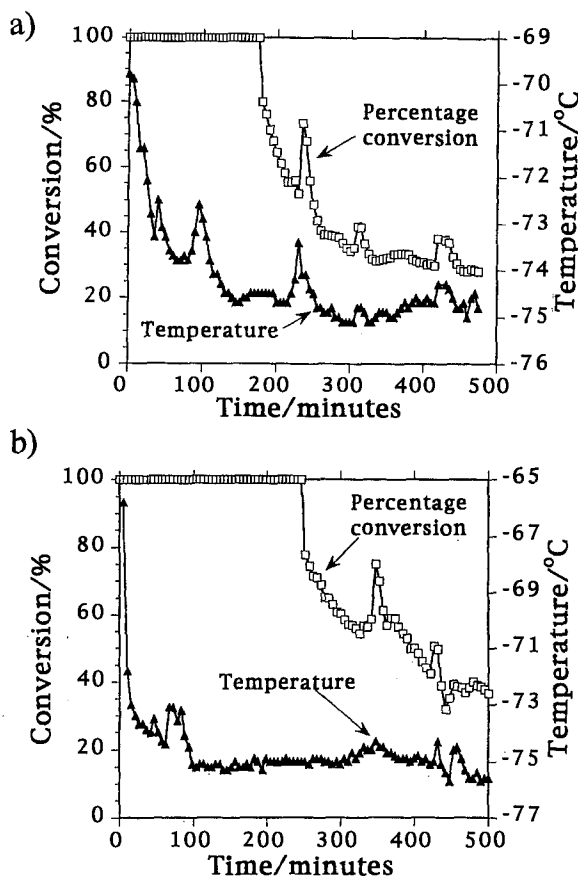 a)
100
80
60
40
20
0
Conversion/%
-69
-70
-71
-72
-73
-74
-75
-76
Temperature/°C
Percentage
conversion
Temperature
0
100
200
300
400
500
Time/minutes
b)
100
80
60
40
20
0
Conversion/%
-65
-67
-69
-71
-73
-75
-77
Temperature/°C
Percentage
conversion
Temperature
0
100
200
300
400
500
Time/minutes